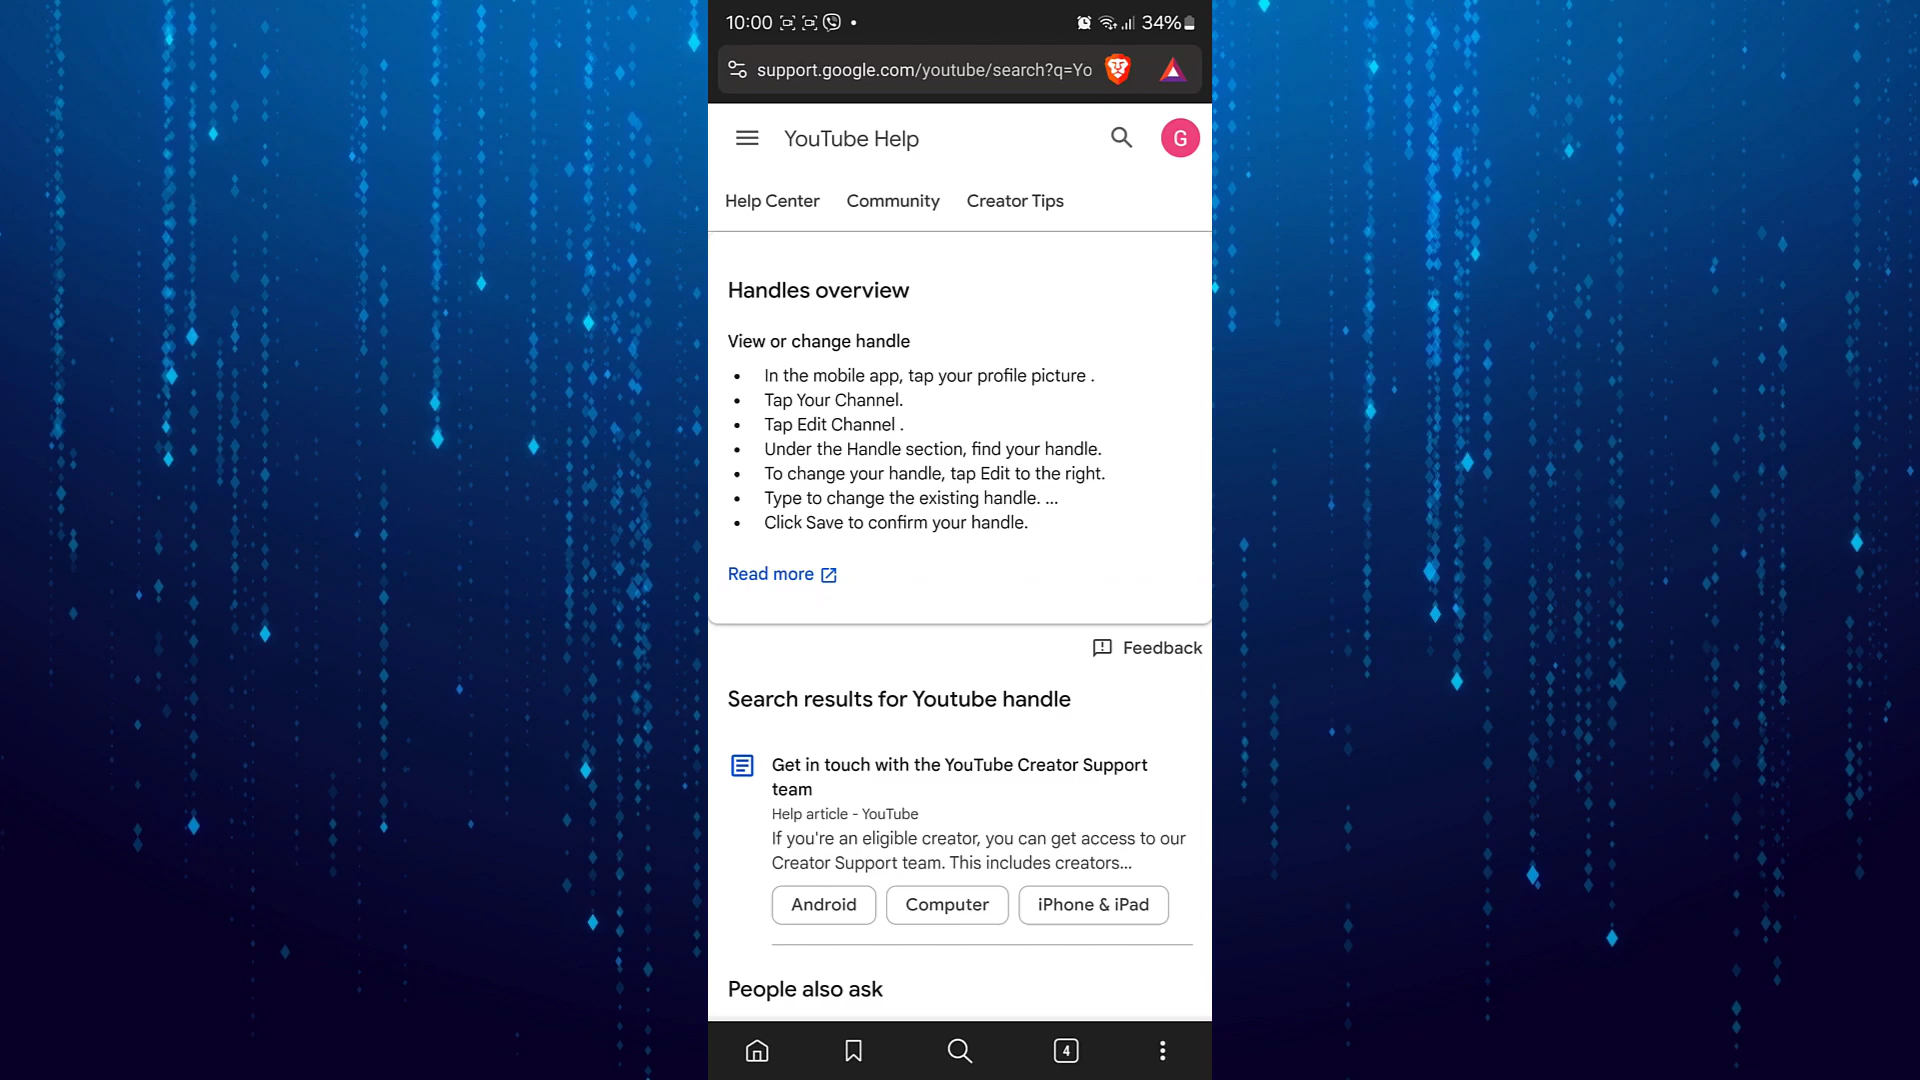 10:00
34%
support.google.com/youtube/search?q=Yo
YouTube Help
G
Help Center Community Creator Tips
Handles overview
View or change handle
• In the mobile app, tap your profile picture .
• Tap Your Channel.
• Tap Edit Channel .
• Under the Handle section, find your handle.
• To change your handle, tap Edit to the right.
• Type to change the existing handle. ...
• Click Save to confirm your handle.
Read more
Feedback
Search results for Youtube handle
Get in touch with the YouTube Creator Support
team
Help article - YouTube
If you're an eligible creator, you can get access to our
Creator Support team. This includes creators...
Android Computer iPhone & iPad
People also ask
4